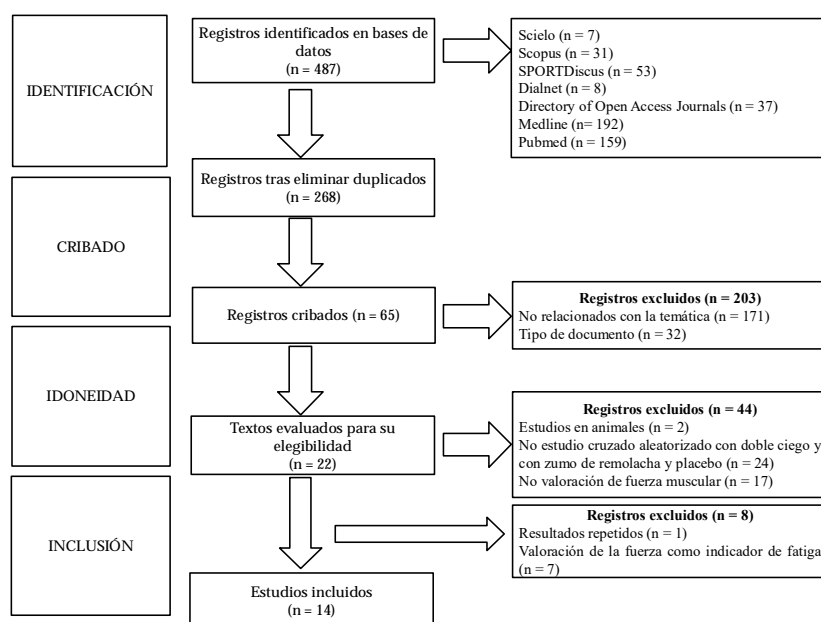 Registros identificados en bases de
datos
(n = 487)
Scielo (n = 7)
Scopus (n = 31)
SPORTDiscus (n = 53)
Dialnet (n = 8)
Directory of Open Access Journals (n = 37)
Medline (n= 192)
Pubmed (n = 159)
IDENTIFICACIÓN
Registros tras eliminar duplicados
(n = 268)
CRIBADO
Registros cribados (n = 65)
Registros excluidos (n = 203)
No relacionados con la temática (n = 171)
Tipo de documento (n = 32)
IDONEIDAD
Textos evaluados para su
elegibilidad
(n = 22)
Registros excluidos (n = 44)
Estudios en animales (n = 2)
No estudio cruzado aleatorizado con doble ciego y
con zumo de remolacha y placebo (n = 24)
No valoración de fuerza muscular (n = 17)
INCLUSIÓN
Registros excluidos (n = 8)
Resultados repetidos (n = 1)
Valoración de la fuerza como indicador de fatiga
(n = 7)
Estudios incluidos
(n = 14)